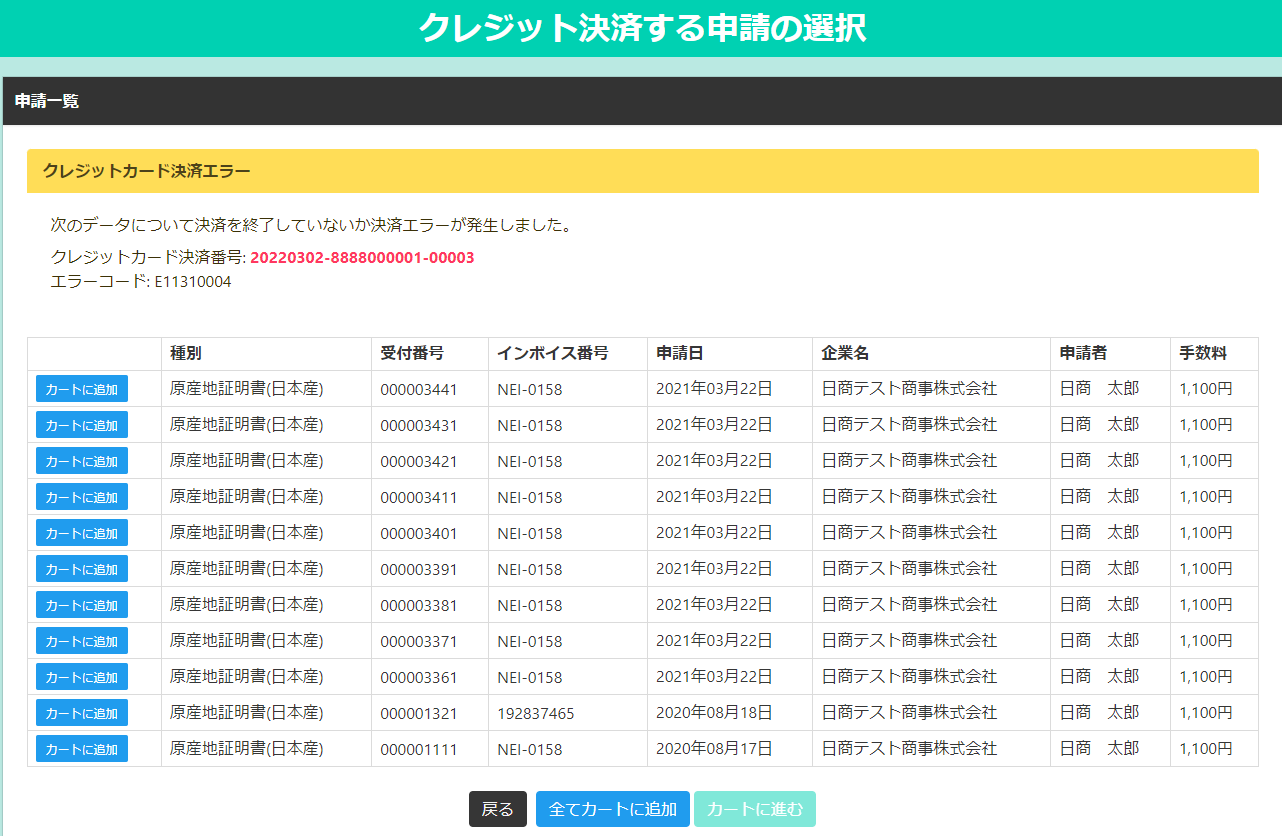 クレジット決済する申請の選択
申請一覧
クレジットカード決済エラー
次のデータについて決済を終了していないか決済エラーが発生しました。
クレジットカード決済番号: 20220302-8888000001-00003
エラーコード: E11310004
種別 受付番号 インボイス番号 申請日 企業名 申請者 手数料
カートに追加 原産地証明書(日本産) 000003441 NEI-0158 2021年03月22日 日商テスト商事株式会社 日商　太郎 1,100円
カートに追加 原産地証明書(日本産) 000003431 NEI-0158 2021年03月22日 日商テスト商事株式会社 日商　太郎 1,100円
カートに追加 原産地証明書(日本産) 000003421 NEI-0158 2021年03月22日 日商テスト商事株式会社 日商　太郎 1,100円
カートに追加 原産地証明書(日本産) 000003411 NEI-0158 2021年03月22日 日商テスト商事株式会社 日商　太郎 1,100円
カートに追加 原産地証明書(日本産) 000003401 NEI-0158 2021年03月22日 日商テスト商事株式会社 日商　太郎 1,100円
カートに追加 原産地証明書(日本産) 000003391 NEI-0158 2021年03月22日 日商テスト商事株式会社 日商　太郎 1,100円
カートに追加 原産地証明書(日本産) 000003381 NEI-0158 2021年03月22日 日商テスト商事株式会社 日商　太郎 1,100円
カートに追加 原産地証明書(日本産) 000003371 NEI-0158 2021年03月22日 日商テスト商事株式会社 日商　太郎 1,100円
カートに追加 原産地証明書(日本産) 000003361 NEI-0158 2021年03月22日 日商テスト商事株式会社 日商　太郎 1,100円
カートに追加 原産地証明書(日本産) 000001321 192837465 2020年08月18日 日商テスト商事株式会社 日商　太郎 1,100円
カートに追加 原産地証明書(日本産) 000001111 NEI-0158 2020年08月17日 日商テスト商事株式会社 日商　太郎 1,100円
戻る 全てカートに追加 カートに進む